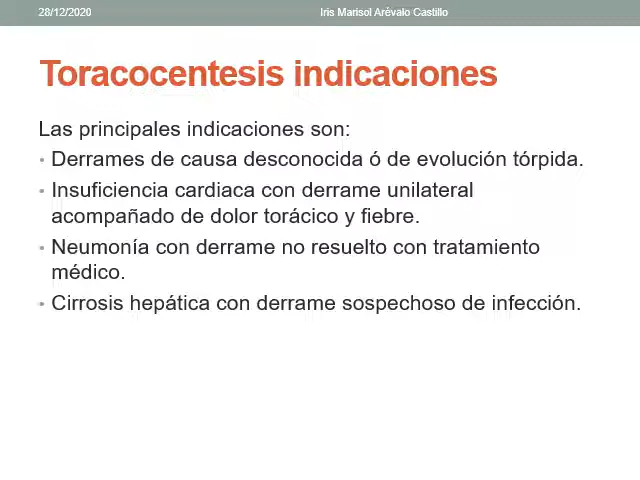 28/12/2020 Iris Marisol Arévalo Castillo
Toracocentesis indicaciones
Las principales indicaciones son:
• Derrames de causa desconocida ó de evolución tórpida.
• Insuficiencia cardiaca con derrame unilateral
acompañado de dolor torácico y fiebre.
• Neumonía con derrame no resuelto con tratamiento
médico.
• Cirrosis hepática con derrame sospechoso de infección.